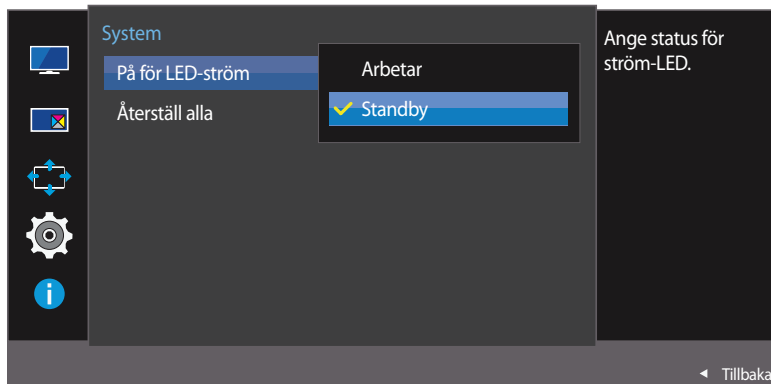 System
På för LED-ström
Återställ alla
Arbetar
Standby
Ange status för
ström-LED.
Tillbaka